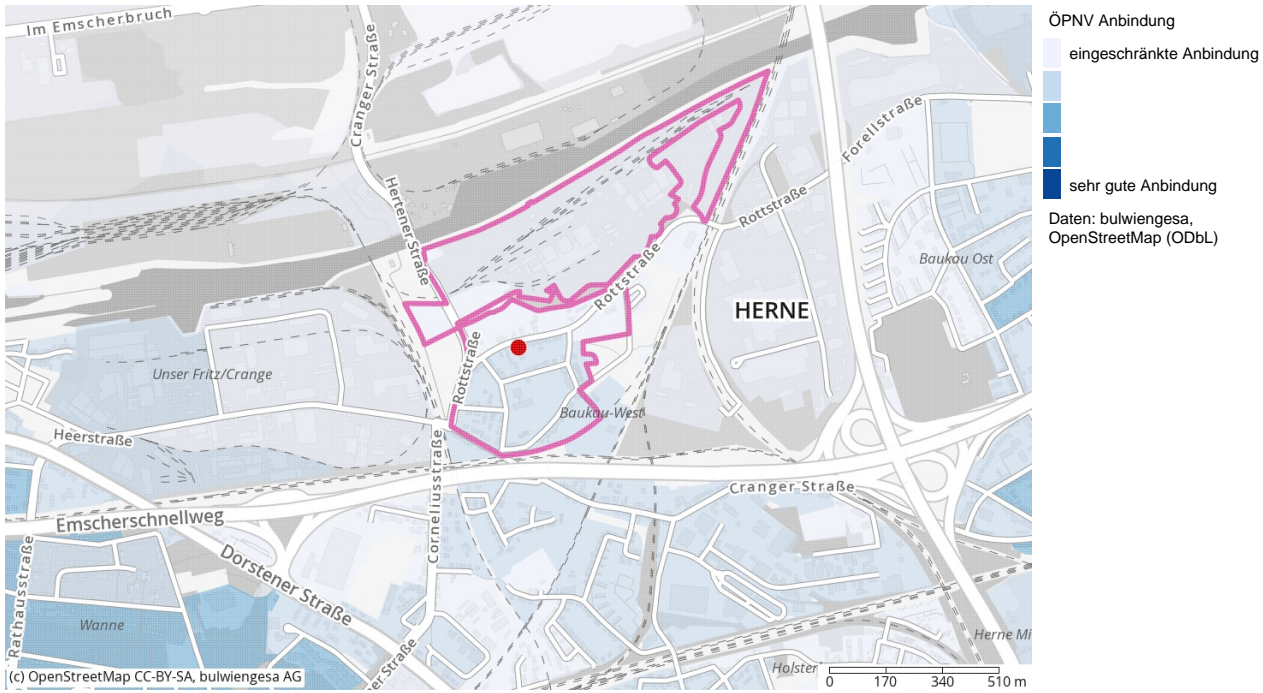 Im Emscherbruch
Cranger Straße
Hertener Straße
Forellstraße
Rottstraße
Rottstraße
Baukau Ost
HERNE
Unser Fritz/Crange
Rottstraße
Baukau-West
Heerstraße
Corneliusstraße
Cranger Straße
Emscherschnellweg
Dorstener Straße
Rathausstraße
Wanne
Herne Mi
Holster
er Straße
(c) OpenStreetMap CC-BY-SA, bulwiengesa AG
0 170 340 510 m
ÖPNV Anbindung
eingeschränkte Anbindung
sehr gute Anbindung
Daten: bulwiengesa,
OpenStreetMap (ODbL)